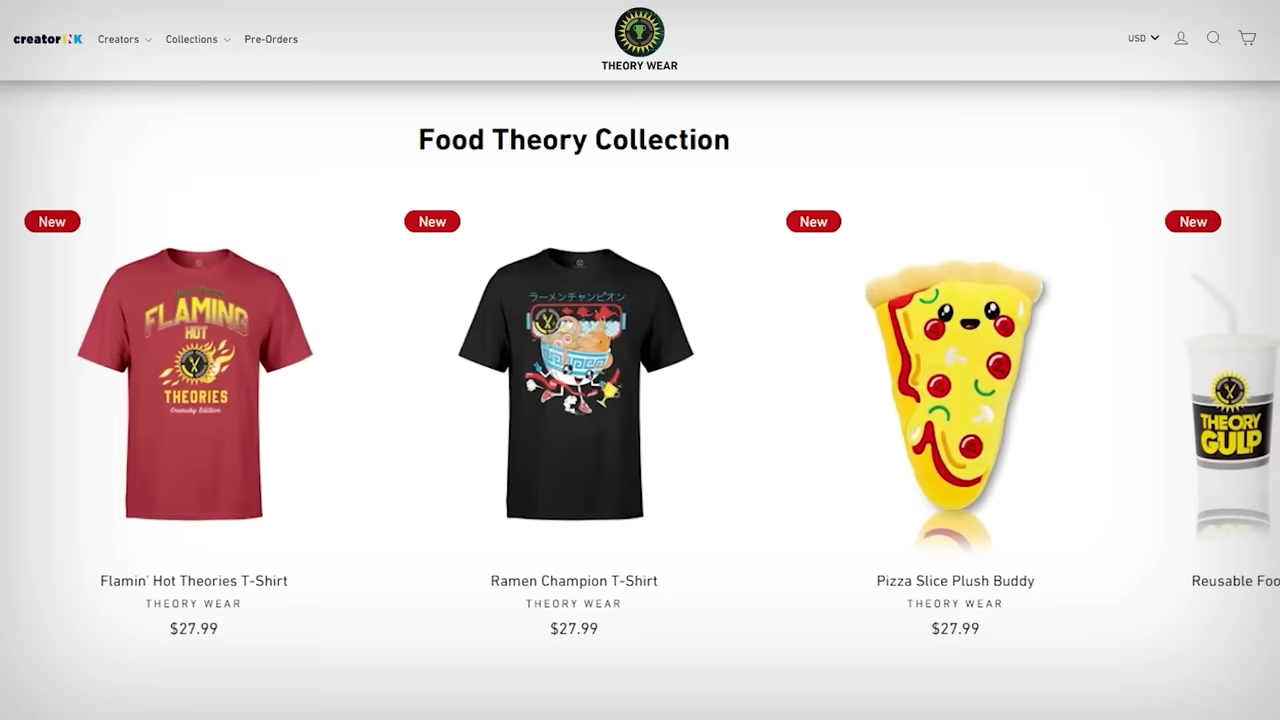 creatorINK
Creators
Collections
Pre-Orders
THEORY WEAR
USD
Food Theory Collection
New
New
New
New
FLAMING
HOT
THEORIES
Crunchy Edition
ラーメンチャンピオン
THEORY
GULP
Flamin' Hot Theories T-Shirt
THEORY WEAR
$27.99
Ramen Champion T-Shirt
THEORY WEAR
$27.99
Pizza Slice Plush Buddy
THEORY WEAR
$27.99
Reusable Foo